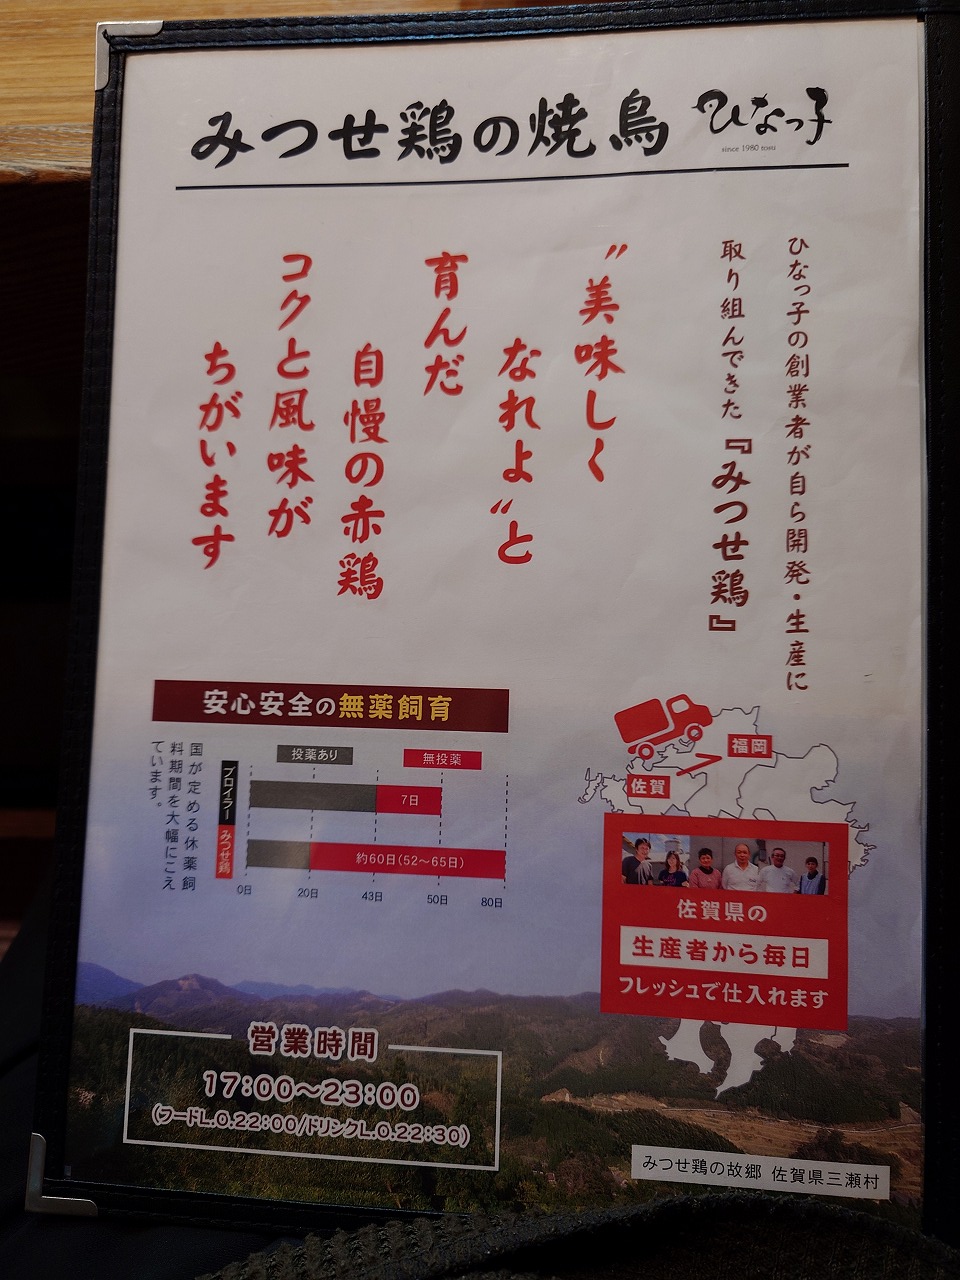 みつせ鶏の焼鳥 ひなっ子
since 1980 tosu
ひなっ子の創業者が自ら開発・生産に
取り組んできた『みつせ鶏』
〝美味しく
なれよ〟と
育んだ
自慢の赤鶏
コクと風味が
ちがいます
安心安全の無薬飼育
国が定める休薬飼
料期間を大幅にこえ
ています。
投薬あり
無投薬
ブロイラー
7日
みつせ鶏
約60日(52〜65日)
0日 20日 43日 50日 80日
福岡
佐賀
佐賀県の
生産者から毎日
フレッシュで仕入れます
営業時間
17:00〜23:00
(フードL.O.22:00/ドリンクL.O.22:30)
みつせ鶏の故郷 佐賀県三瀬村